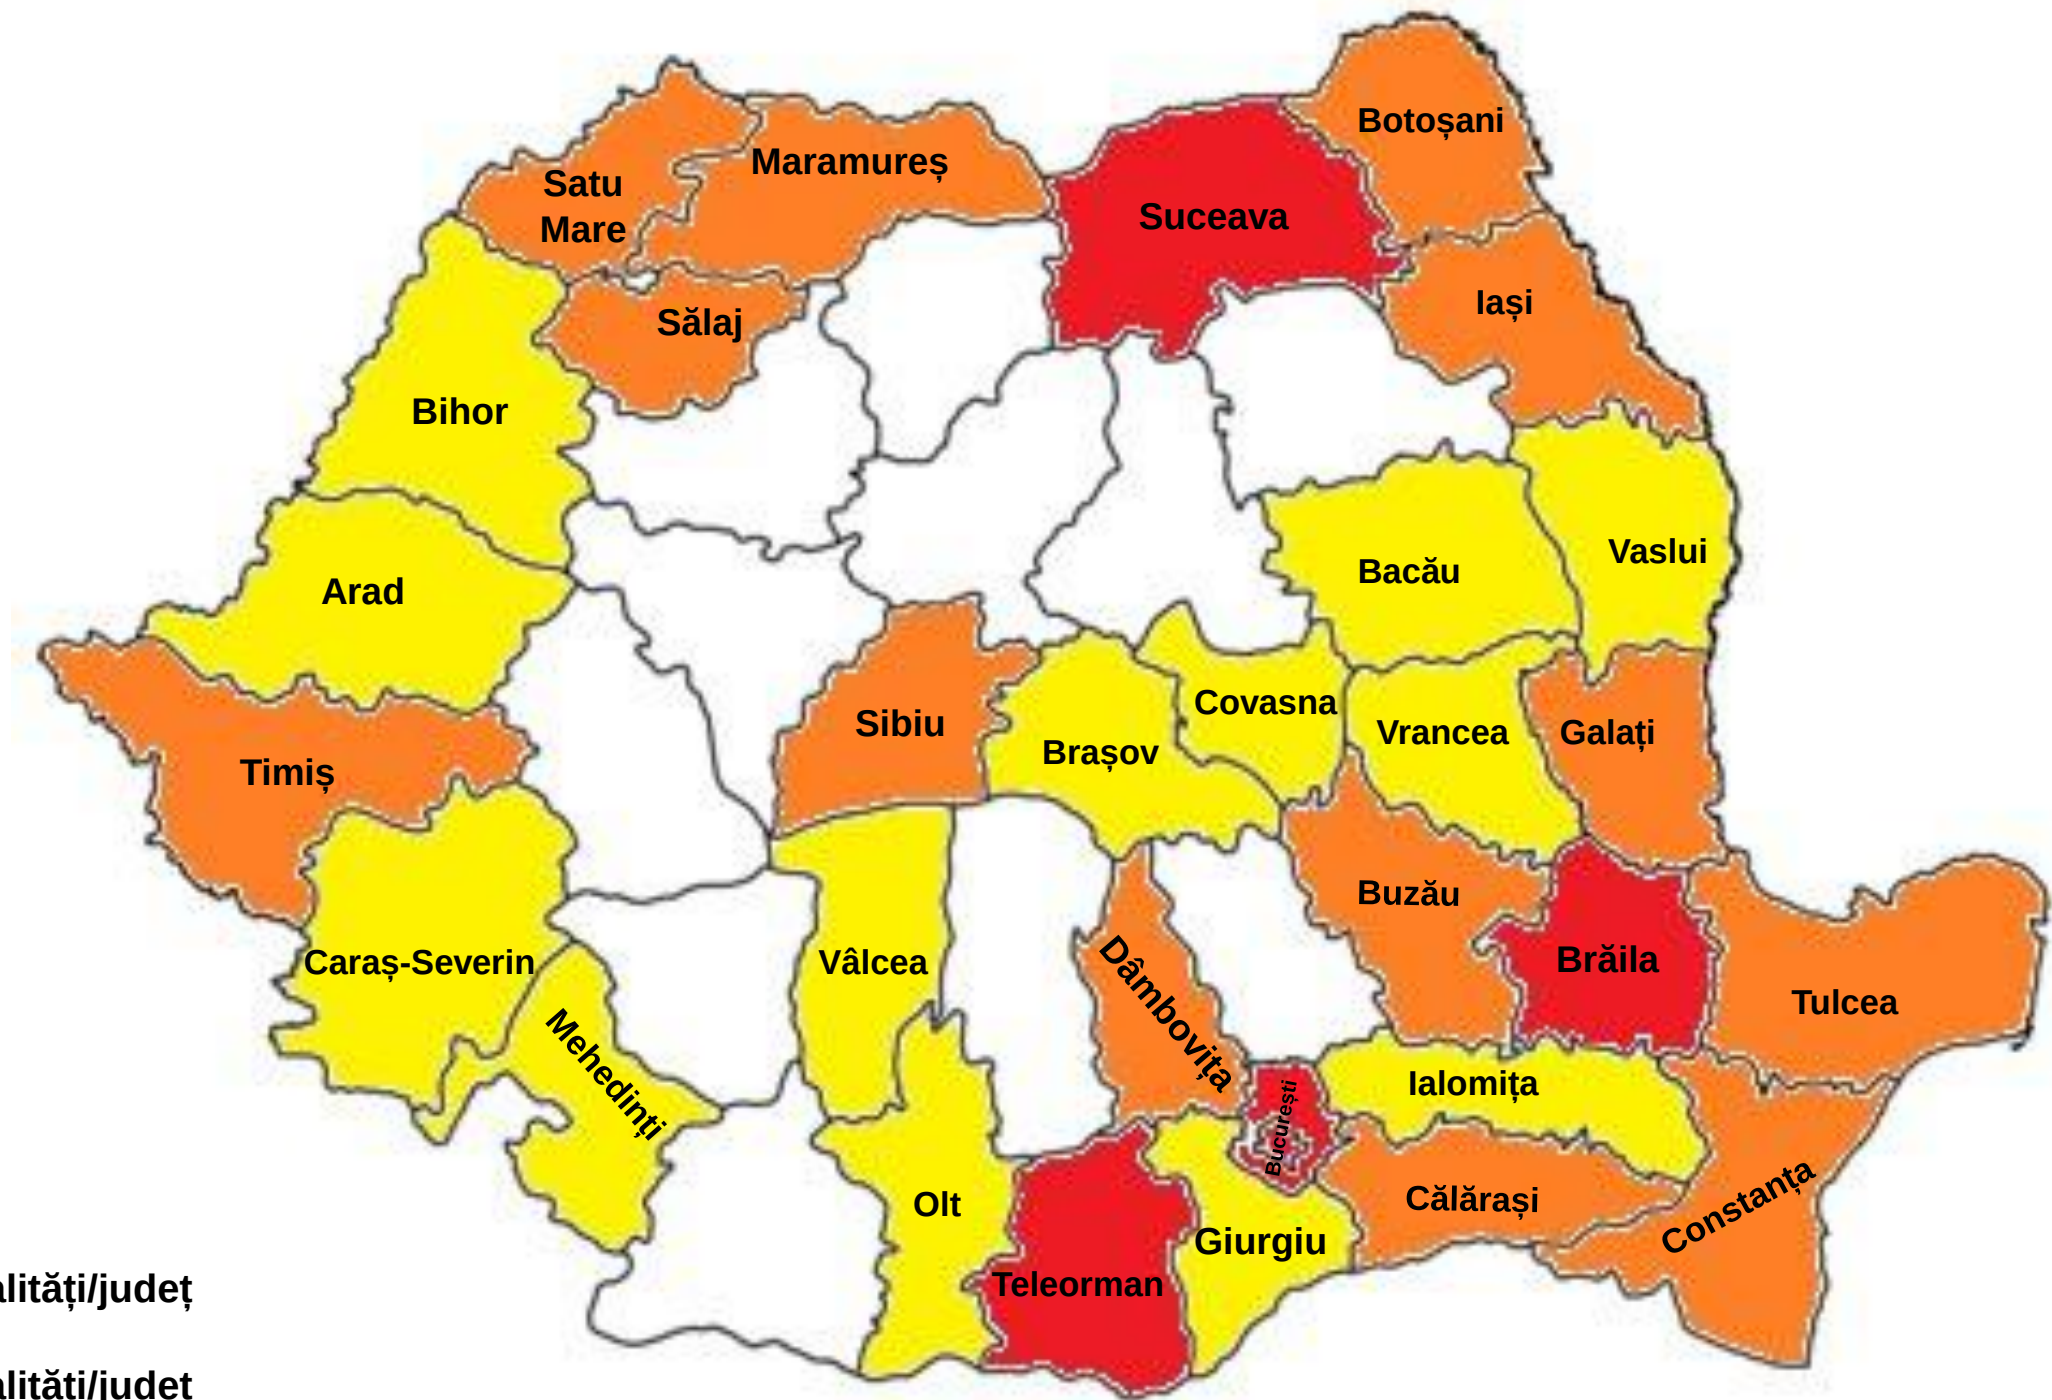 Botoșani
Maramureș
Satu
Mare
Suceava
Iași
Sălaj
Bihor
Vaslui
Bacău
Arad
Covasna
Sibiu
Vrancea
Galați
Brașov
Timiș
Buzău
Caraș-Severin
Vâlcea
Brăila
Dâmbovița
Tulcea
Mehedinți
Ialomița
București
Olt
Călărași
Constanța
Giurgiu
Teleorman
alități/județ
alități/județ